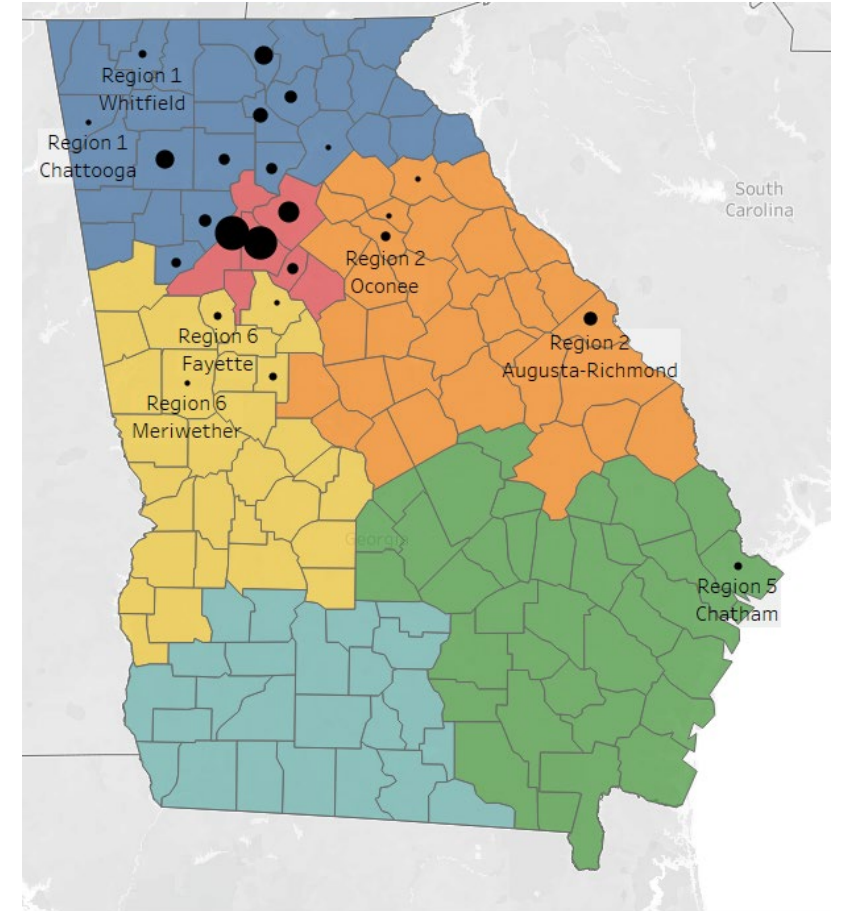 Region 1
Whitfield
Region 1
Chattooga
South
Carolina
Region 2
Oconee
Region 2
Augusta-Richmond
Region 6
Fayette
Region 6
Meriwether
Georgia
Region 5
Chatham